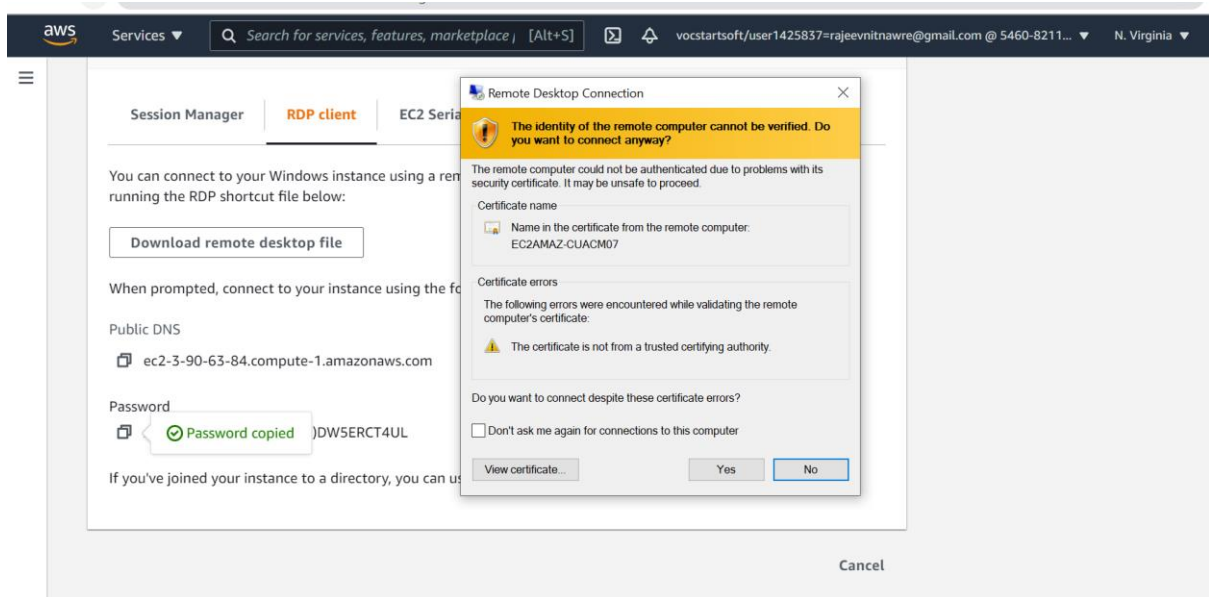 aws
Services ▼
Search for services, features, marketplace [Alt+S]
vocstartsoft/user1425837=rajeevnitnawre@gmail.com @ 5460-8211... ▼
N. Virginia ▼
Session Manager
RDP client
EC2 Seria
You can connect to your Windows instance using a rem
running the RDP shortcut file below:
Download remote desktop file
When prompted, connect to your instance using the fo
Public DNS
ec2-3-90-63-84.compute-1.amazonaws.com
Password
Password copied
)DW5ERCT4UL
If you've joined your instance to a directory, you can us
Cancel
Remote Desktop Connection
The identity of the remote computer cannot be verified. Do
you want to connect anyway?
The remote computer could not be authenticated due to problems with its
security certificate. It may be unsafe to proceed.
Certificate name
Name in the certificate from the remote computer:
EC2AMAZ-CUACM07
Certificate errors
The following errors were encountered while validating the remote
computer's certificate:
The certificate is not from a trusted certifying authority.
Do you want to connect despite these certificate errors?
Don't ask me again for connections to this computer
View certificate...
Yes
No